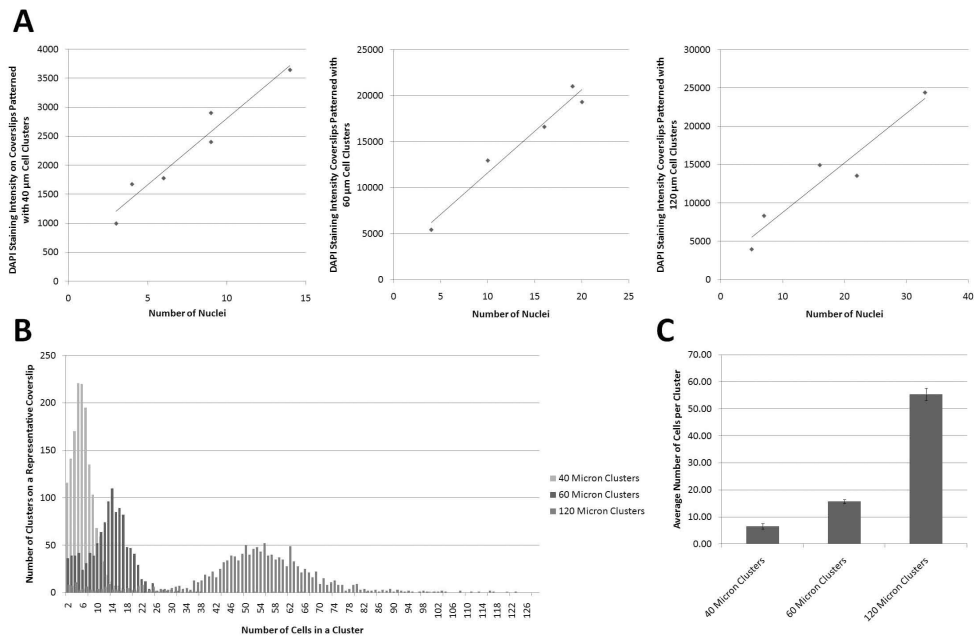 A
DAPI Staining Intensity on Coverslips Patterned
with 40 µm Cell Clusters
4000
3500
3000
2500
2000
1500
1000
500
0
0 5 10 15
Number of Nuclei
DAPI Staining Intensity Coverslips Patterned with
60 µm Cell Clusters
25000
20000
15000
10000
5000
0
0 5 10 15 20 25
Number of Nuclei
DAPI Staining Intensity Coverslips Patterned with
120 µm Cell Clusters
30000
25000
20000
15000
10000
5000
0
0 10 20 30 40
Number of Nuclei
B
Number of Clusters on a Representative Coverslip
250
200
150
100
50
0
2 6 10 14 18 22 26 30 34 38 42 46 50 54 58 62 66 70 74 78 82 86 90 94 98 102 106 110 114 118 122 126
Number of Cells in a Cluster
40 Micron Clusters
60 Micron Clusters
120 Micron Clusters
C
Average Number of Cells per Cluster
70.00
60.00
50.00
40.00
30.00
20.00
10.00
0.00
40 Micron Clusters
60 Micron Clusters
120 Micron Clusters